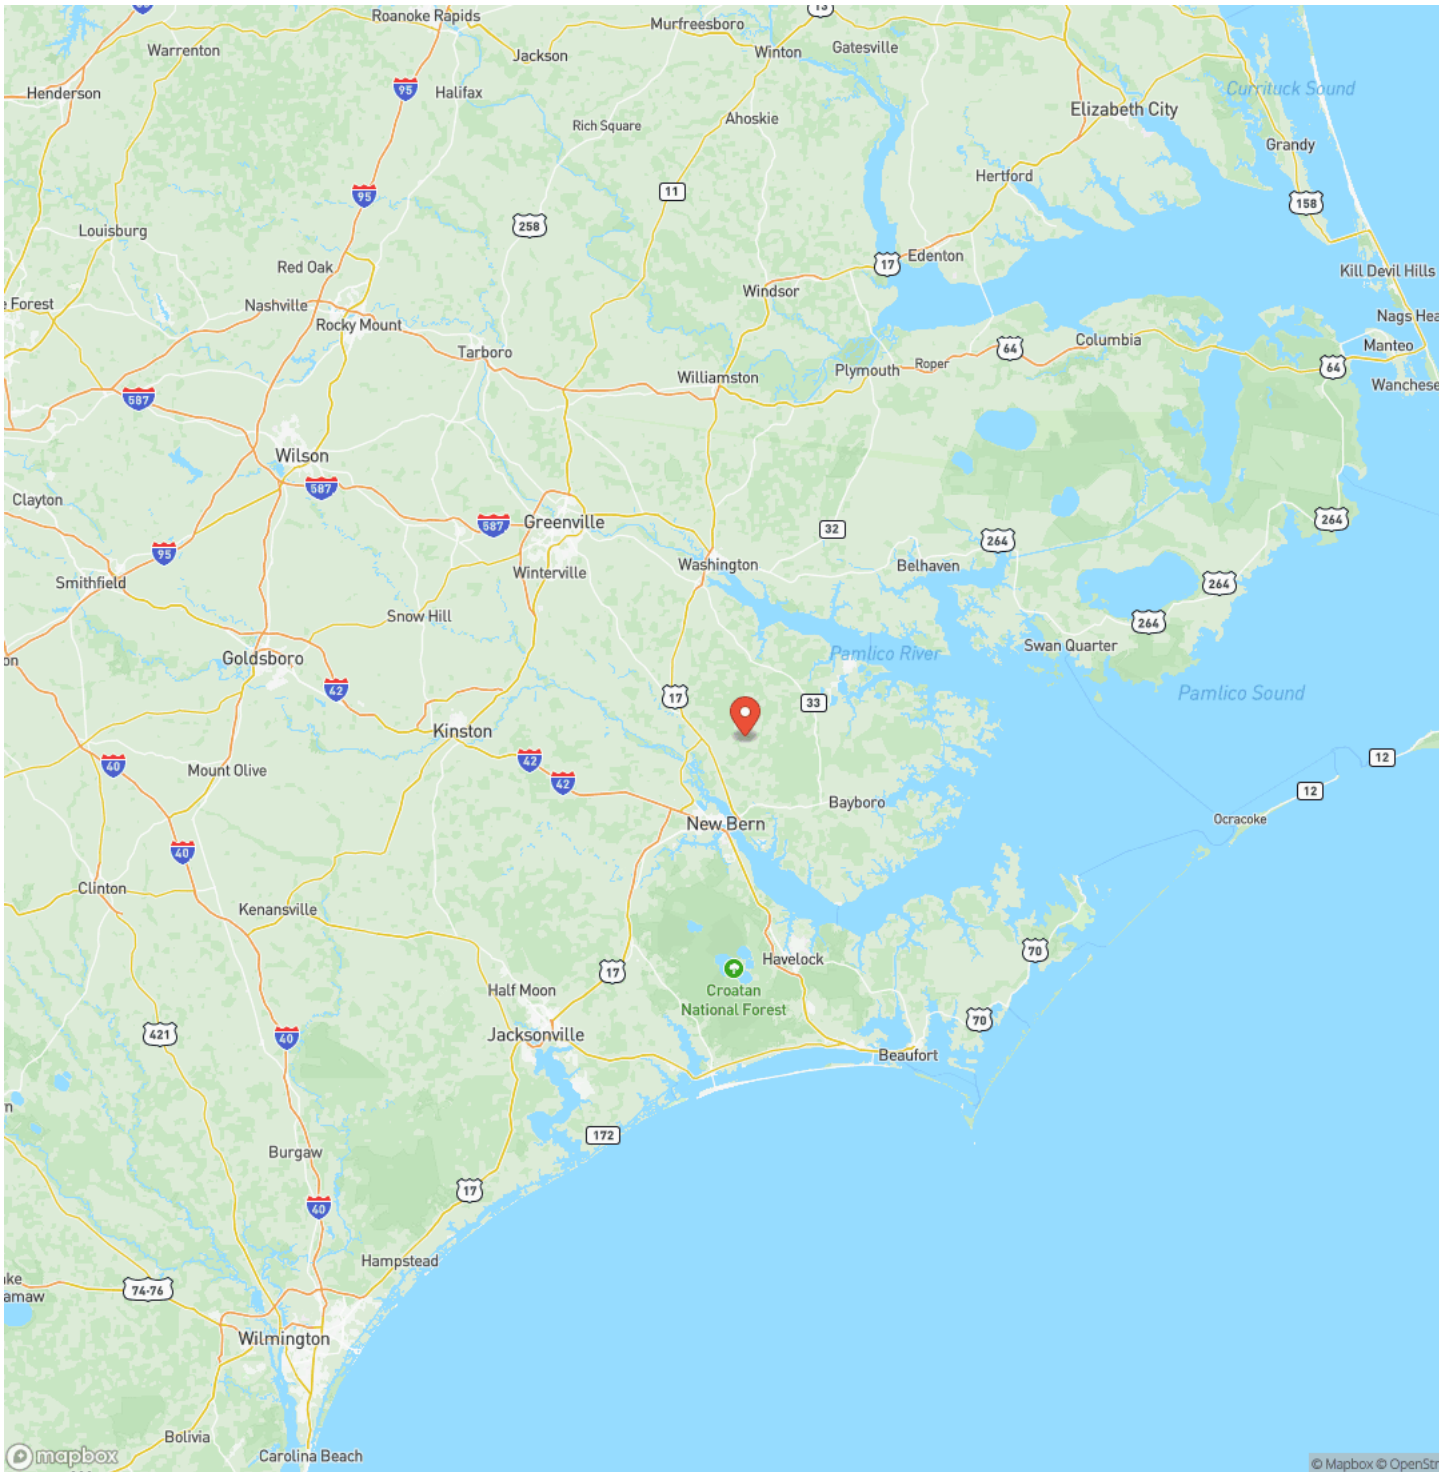 Roanoke Rapids
Murfreesboro
13
Warrenton
Jackson
Winton
Gatesville
Henderson
95
Halifax
Currituck Sound
Elizabeth City
Ahoskie
Rich Square
Grandy
Hertford
95
11
158
258
Louisburg
17
Edenton
Red Oak
Kill Devil Hills
Windsor
e Forest
Nashville
Rocky Mount
Nags Hea
Columbia
Manteo
Tarboro
64
Roper
64
Plymouth
Williamston
Wanchese
587
Wilson
587
Clayton
Greenville
587
32
264
264
95
Washington
Belhaven
Winterville
Smithfield
264
Snow Hill
264
Swan Quarter
Pamlico River
on
Goldsboro
42
17
33
Pamlico Sound
Kinston
42
12
40
Mount Olive
42
12
Bayboro
New Bern
Ocracoke
40
Clinton
Kenansville
70
Havelock
17
Half Moon
Croatan
National Forest
70
421
40
Jacksonville
Beaufort
n
172
Burgaw
17
40
Hampstead
ake
amaw
74-76
Wilmington
Bolivia
Carolina Beach
mapbox
© Mapbox © OpenStr